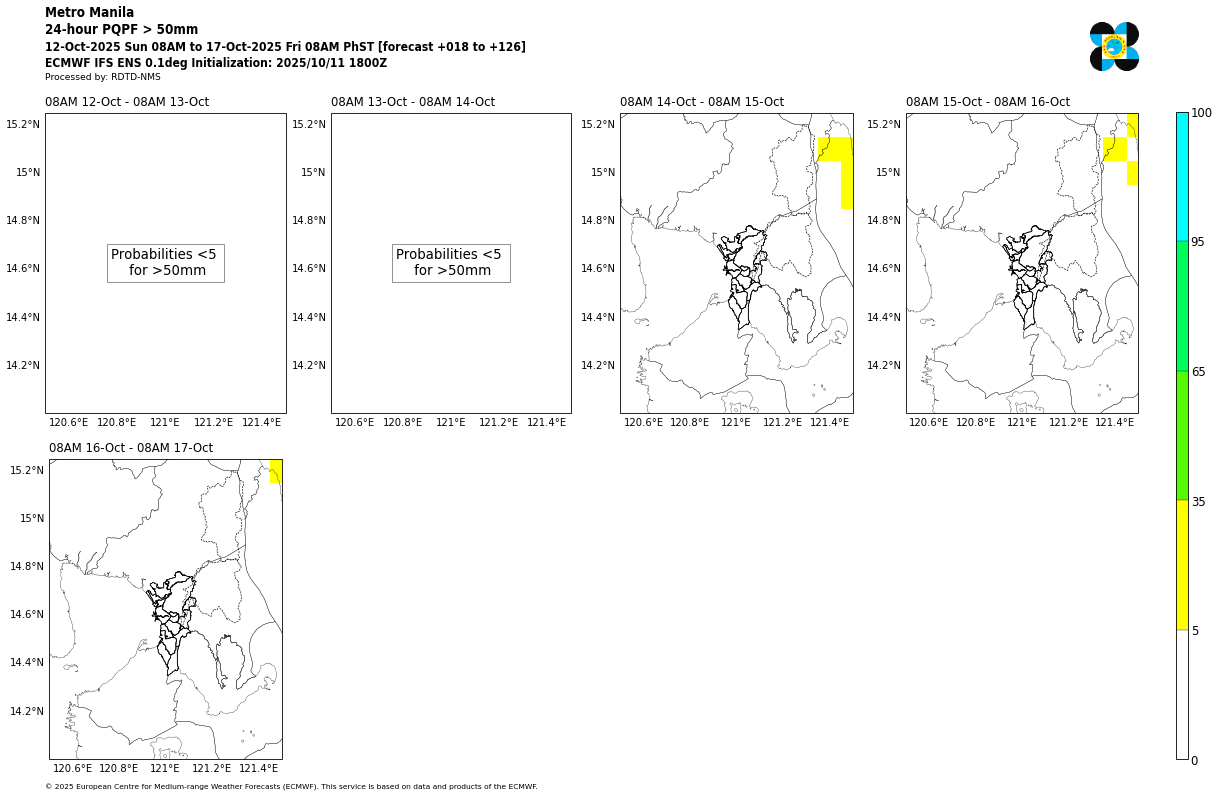 Metro Manila
24-hour PQPF > 50mm
12-Oct-2025 Sun 08AM to 17-Oct-2025 Fri 08AM PhST [forecast +018 to +126]
ECMWF IFS ENS 0.1deg Initialization: 2025/10/11 1800Z
Processed by: RDTD-NMS
08AM 12-Oct - 08AM 13-Oct
15.2°N
15°N
14.8°N
14.6°N
14.4°N
14.2°N
Probabilities <5
for >50mm
120.6°E 120.8°E 121°E 121.2°E 121.4°E
08AM 13-Oct - 08AM 14-Oct
15.2°N
15°N
14.8°N
14.6°N
14.4°N
14.2°N
Probabilities <5
for >50mm
120.6°E 120.8°E 121°E 121.2°E 121.4°E
08AM 14-Oct - 08AM 15-Oct
15.2°N
15°N
14.8°N
14.6°N
14.4°N
14.2°N
120.6°E 120.8°E 121°E 121.2°E 121.4°E
08AM 15-Oct - 08AM 16-Oct
15.2°N
15°N
14.8°N
14.6°N
14.4°N
14.2°N
120.6°E 120.8°E 121°E 121.2°E 121.4°E
100
95
65
35
5
0
08AM 16-Oct - 08AM 17-Oct
15.2°N
15°N
14.8°N
14.6°N
14.4°N
14.2°N
120.6°E 120.8°E 121°E 121.2°E 121.4°E
© 2025 European Centre for Medium-range Weather Forecasts (ECMWF). This service is based on data and products of the ECMWF.